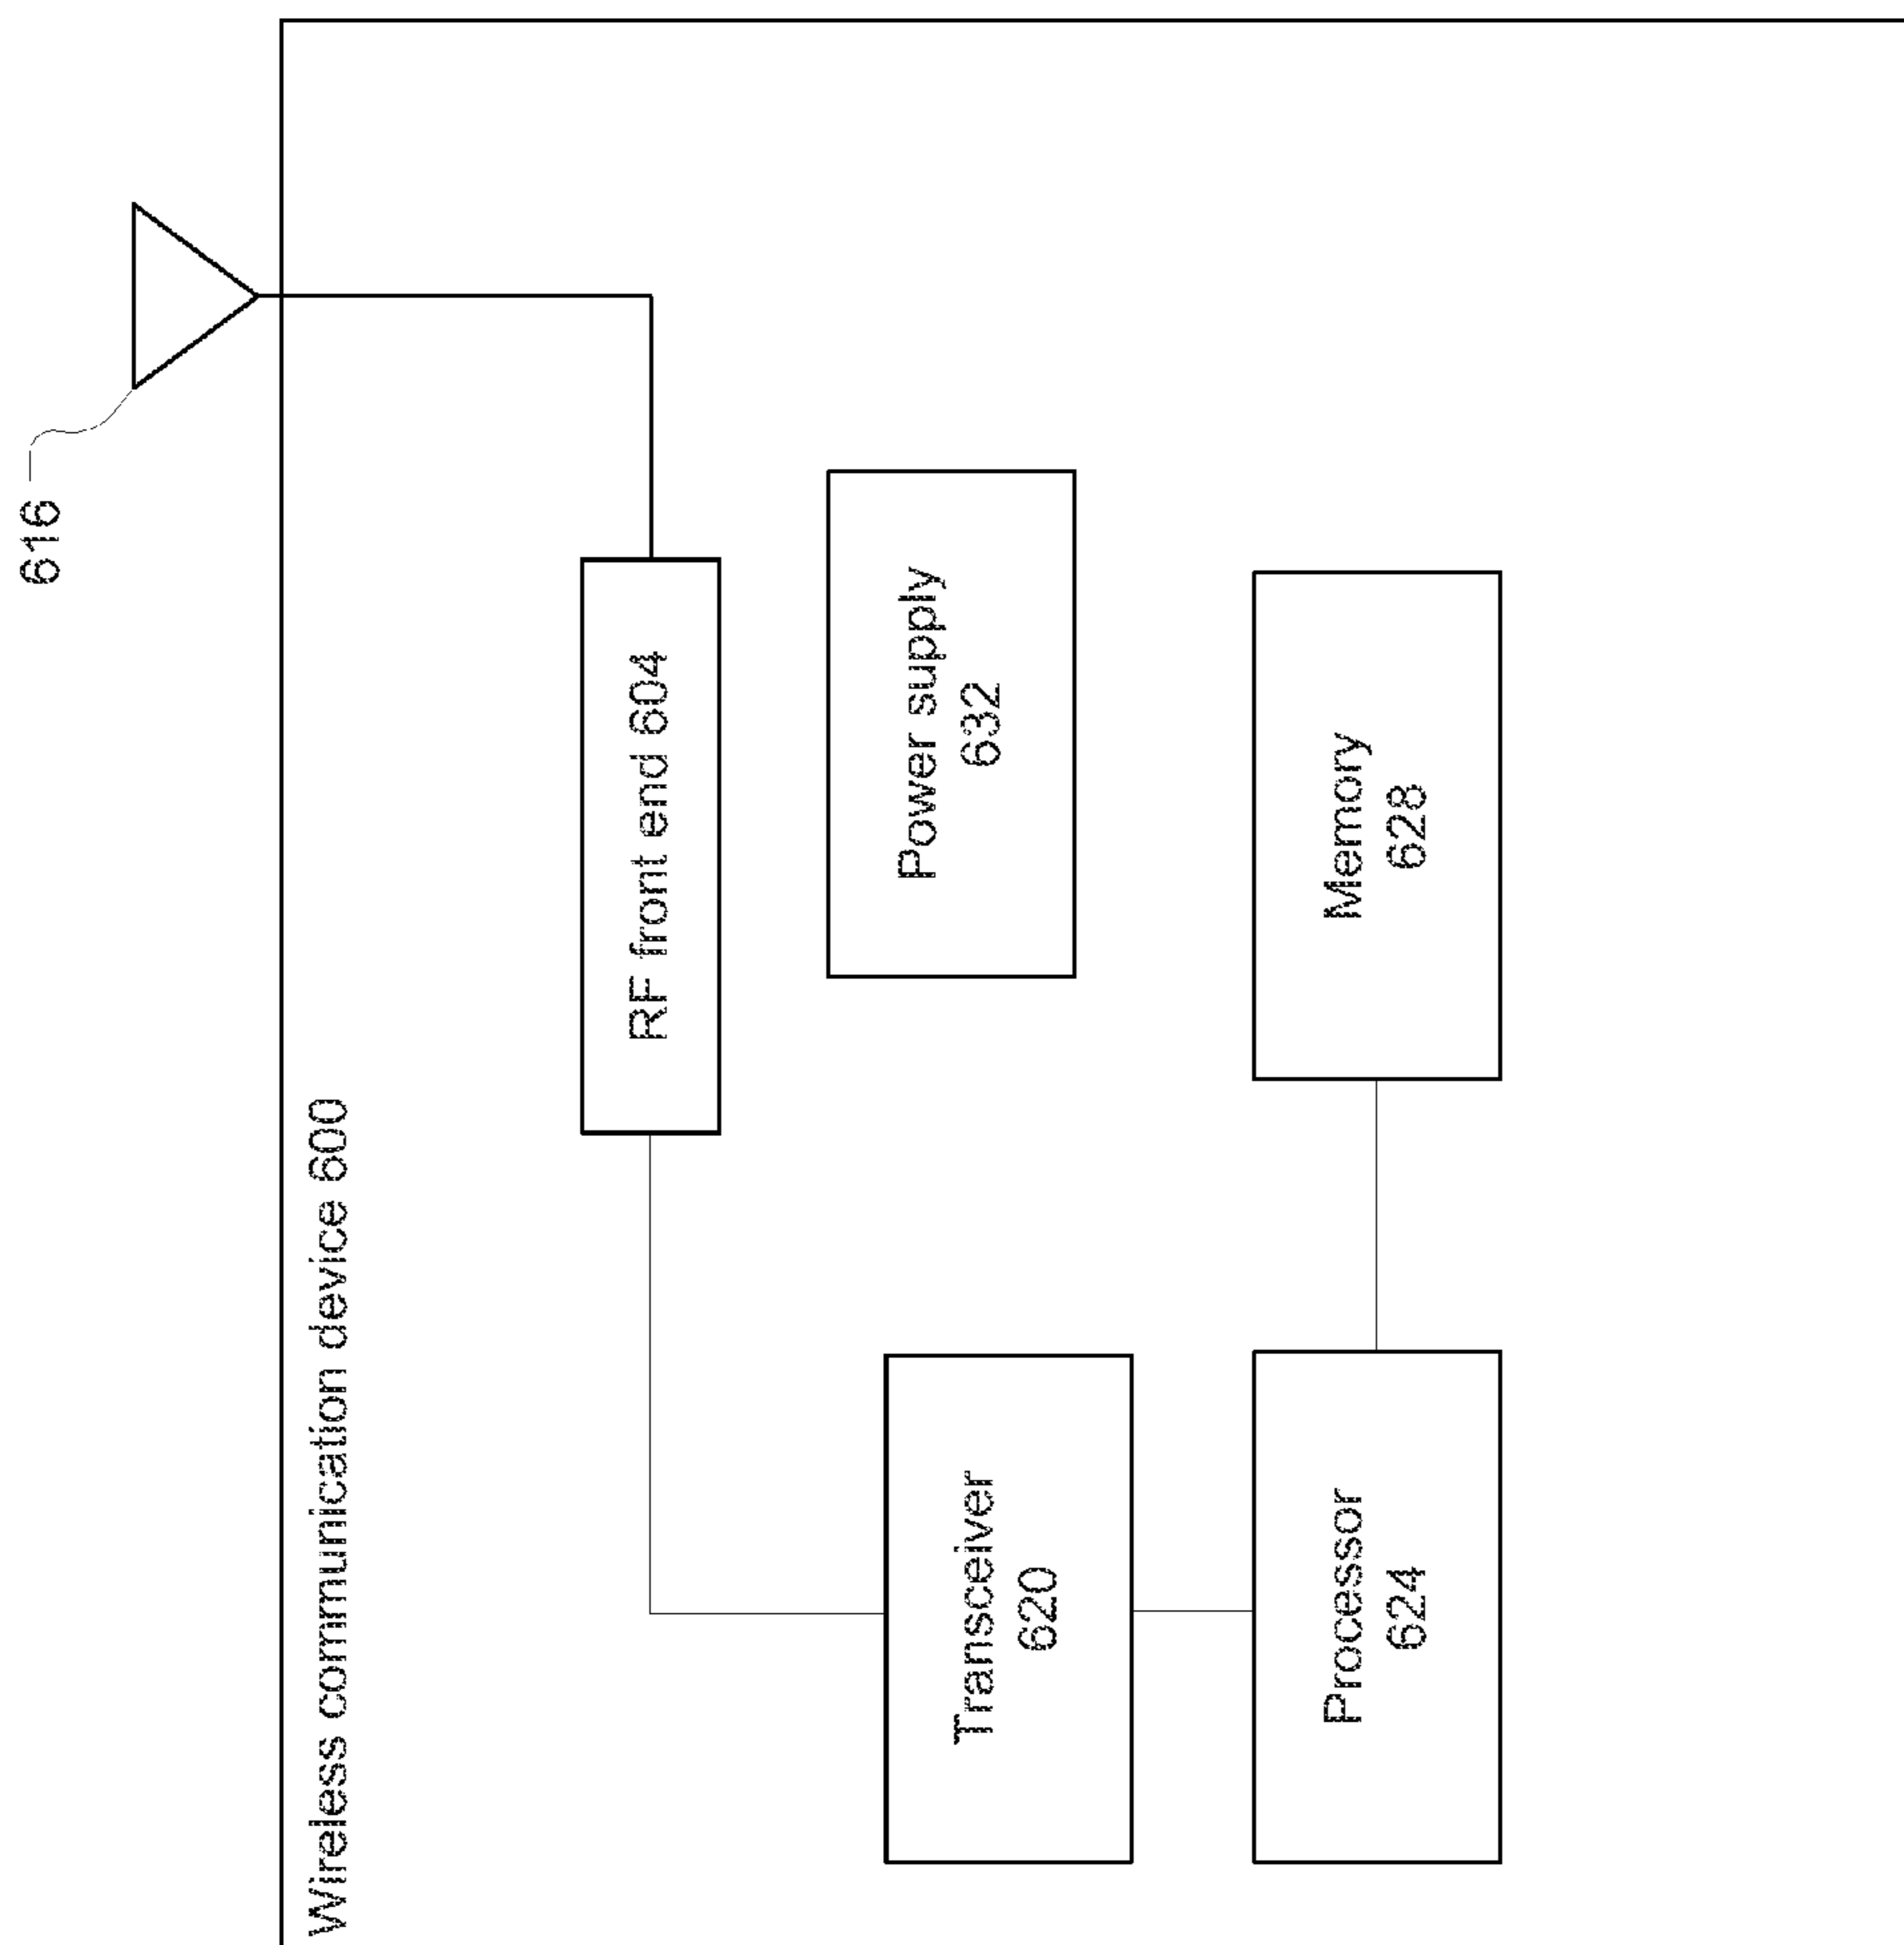 616
Wireless communication device 600
RF front end 604
Power supply
632
Transceiver
620
Memory
628
Processor
624